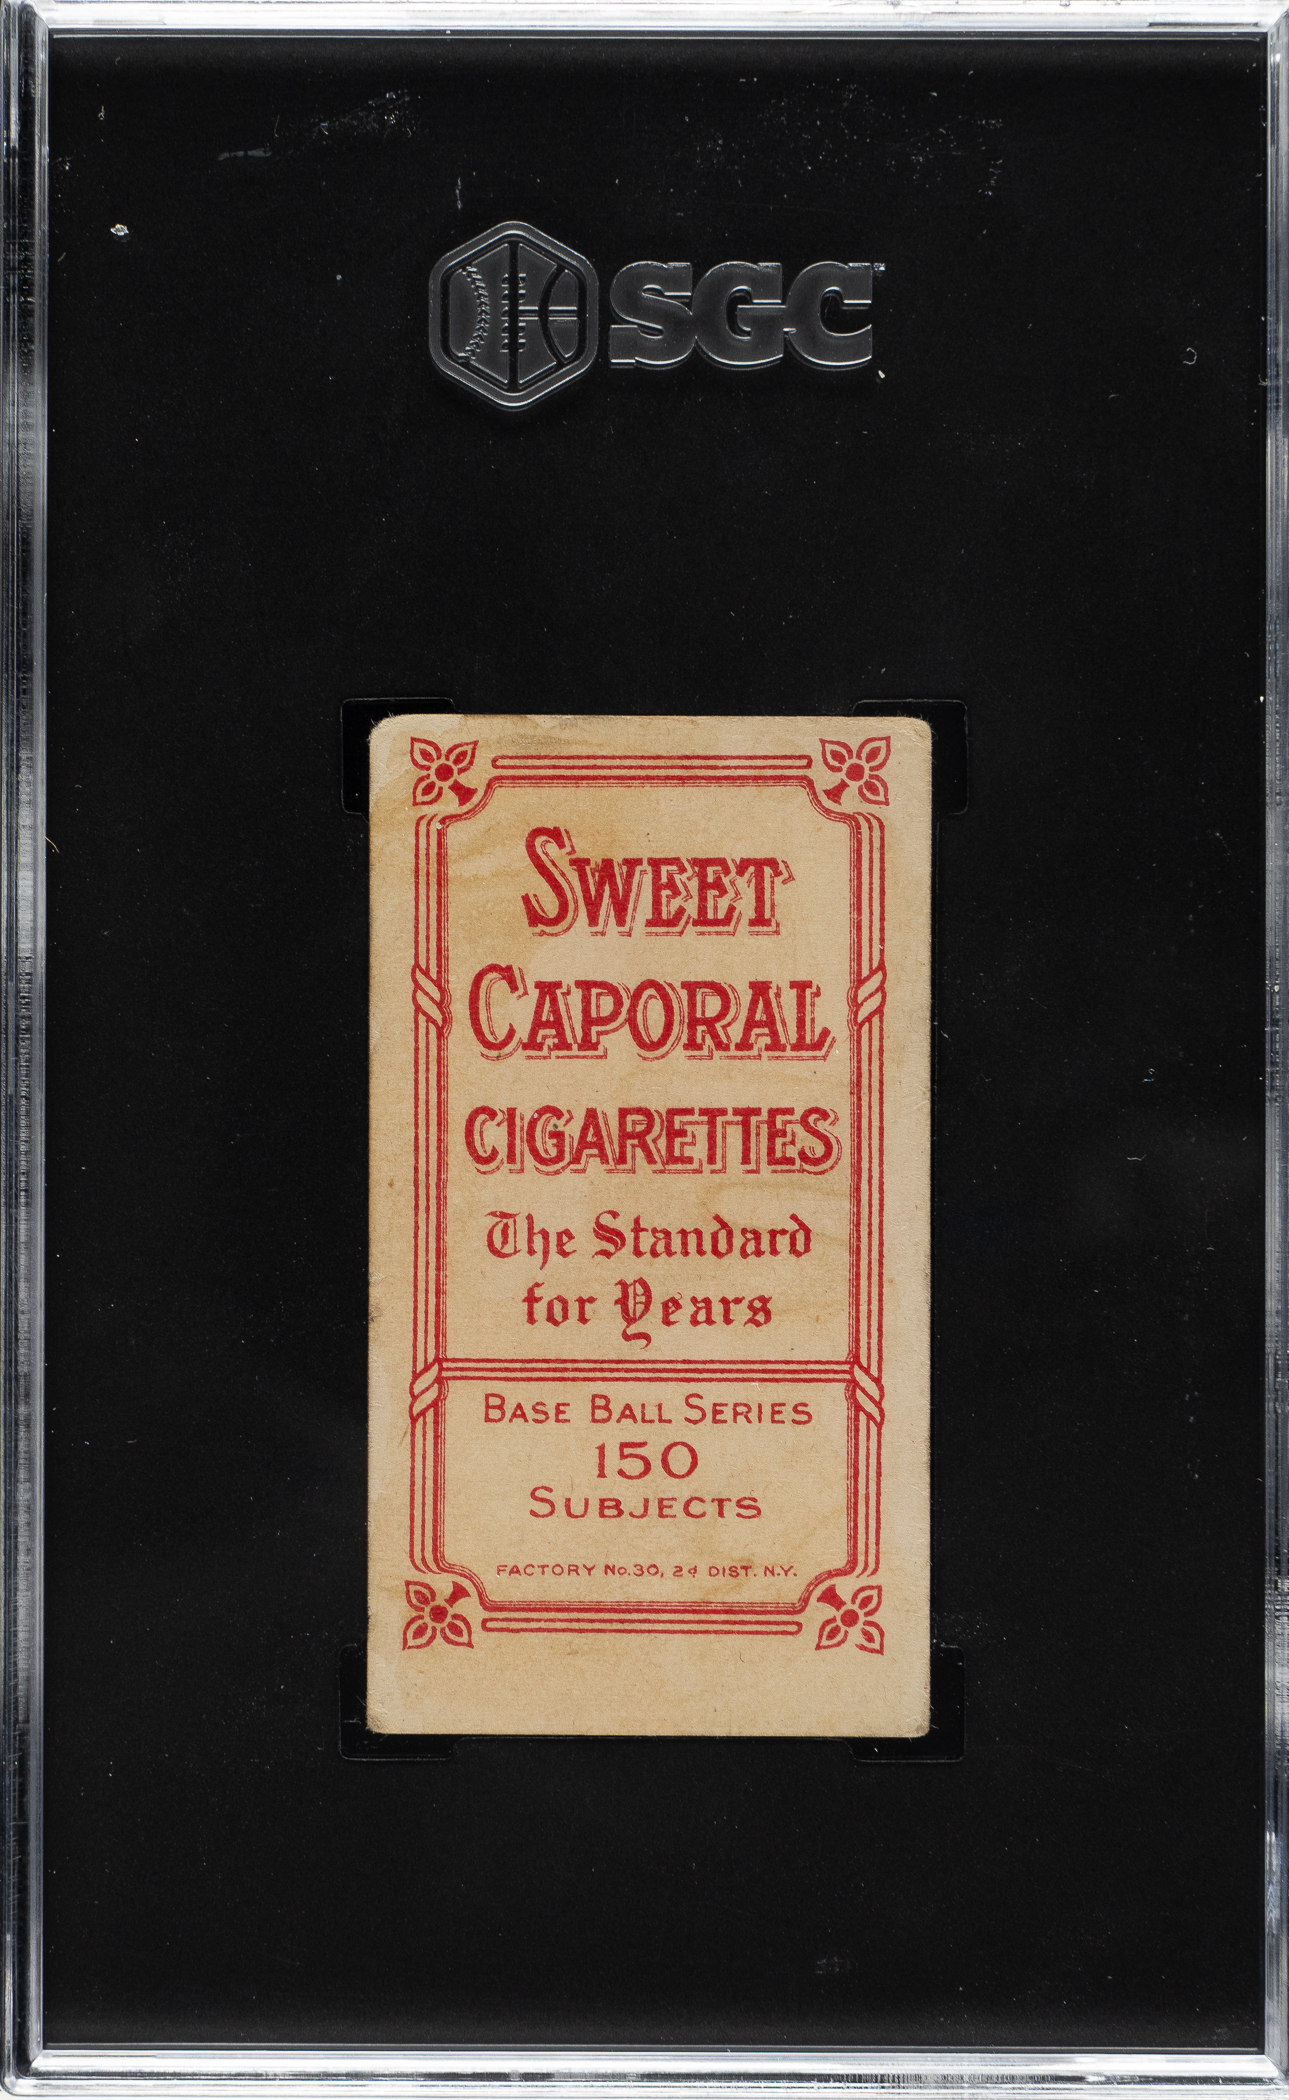 SGC
SWEET
CAPORAL
CIGARETTES
The Standard
for Years
BASE BALL SERIES
150
SUBJECTS
FACTORY No.30, 2d DIST. N.Y.